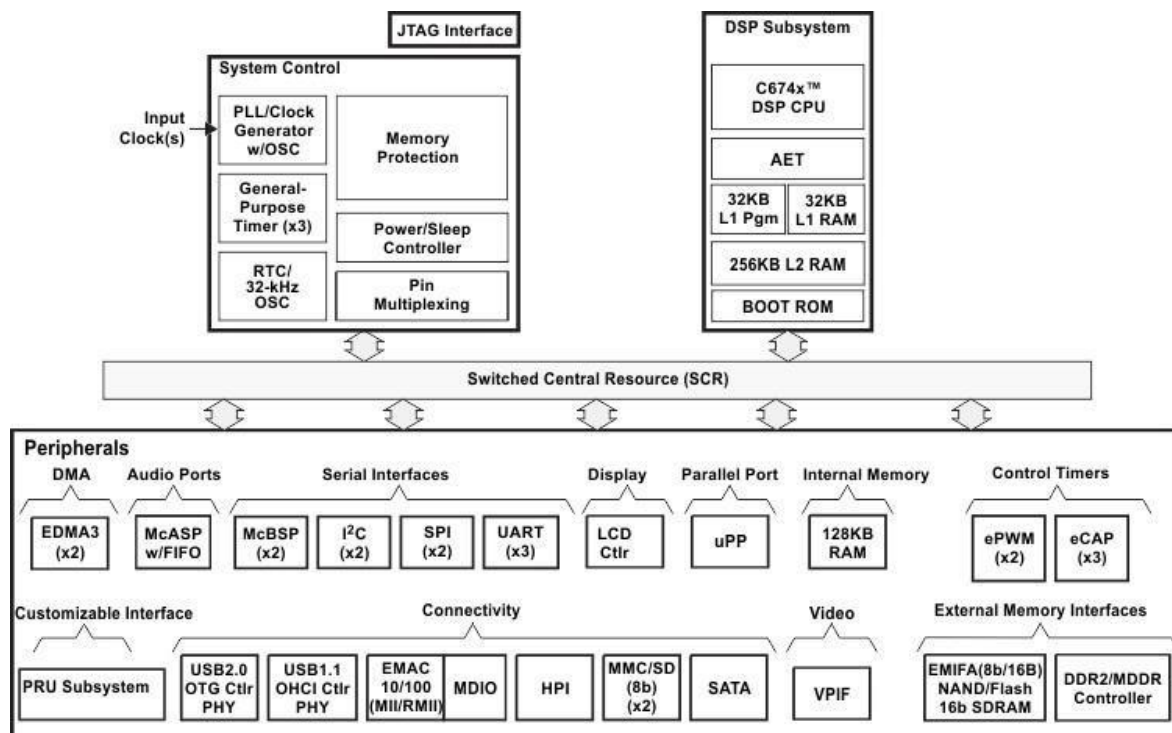 JTAG Interface
System Control
Input
Clock(s)
PLL/Clock
Generator
w/OSC
General-
Purpose
Timer (x3)
RTC/
32-kHz
OSC
Memory
Protection
Power/Sleep
Controller
Pin
Multiplexing
DSP Subsystem
C674x™
DSP CPU
AET
32KB
L1 Pgm
32KB
L1 RAM
256KB L2 RAM
BOOT ROM
Switched Central Resource (SCR)
Peripherals
DMA
EDMA3
(x2)
Audio Ports
McASP
w/FIFO
Serial Interfaces
McBSP
(x2)
I²C
(x2)
SPI
(x2)
UART
(x3)
Display
LCD
Ctlr
Parallel Port
uPP
Internal Memory
128KB
RAM
Control Timers
ePWM
(x2)
eCAP
(x3)
Customizable Interface
PRU Subsystem
Connectivity
USB2.0
OTG Ctlr
PHY
USB1.1
OHCI Ctlr
PHY
EMAC
10/100
(MII/RMII)
MDIO
HPI
MMC/SD
(8b)
(x2)
SATA
Video
VPIF
External Memory Interfaces
EMIFA(8b/16B)
NAND/Flash
16b SDRAM
DDR2/MDDR
Controller